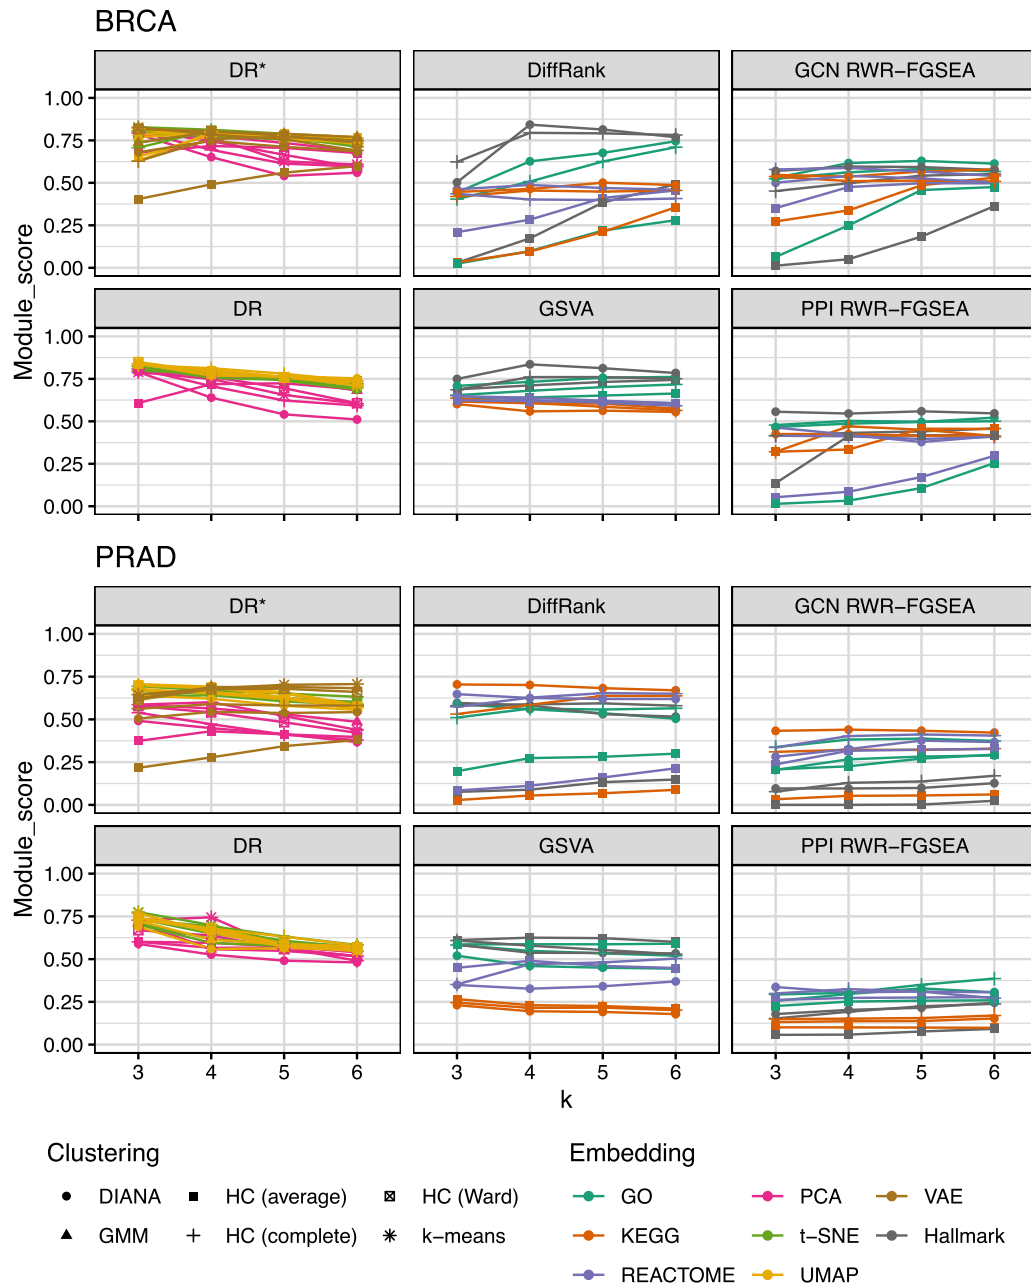 BRCA
DR* DiffRank GCN RWR−FGSEA
1.00
0.75
0.50
0.25
0.00
DR GSVA PPI RWR−FGSEA
1.00
0.75
0.50
0.25
0.00
Module_score
PRAD
DR* DiffRank GCN RWR−FGSEA
1.00
0.75
0.50
0.25
0.00
DR GSVA PPI RWR−FGSEA
1.00
0.75
0.50
0.25
0.00
Module_score
3 4 5 6 3 4 5 6 3 4 5 6
k
Clustering
DIANA HC (average) HC (Ward)
GMM HC (complete) k−means
Embedding
GO PCA VAE
KEGG t−SNE Hallmark
REACTOME UMAP